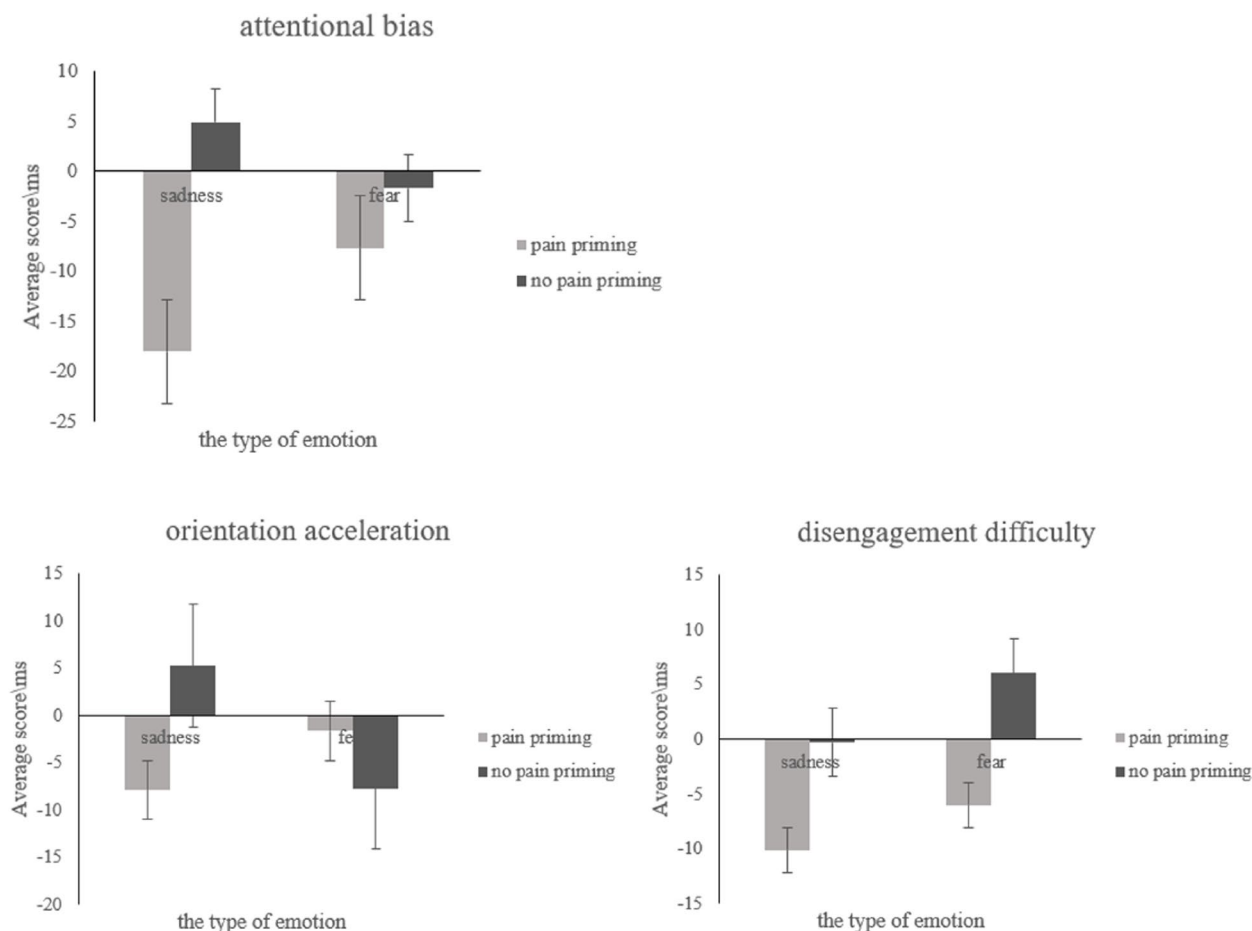 attentional bias
10
5
0
-5
-10
-15
-20
-25
Average score\ms
sadness
fear
the type of emotion
pain priming
no pain priming
orientation acceleration
15
10
5
0
-5
-10
-15
-20
Average score\ms
sadness
the type of emotion
pain priming
no pain priming
disengagement difficulty
15
10
5
0
-5
-10
-15
Average score\ms
sadness
fear
the type of emotion
pain priming
no pain priming